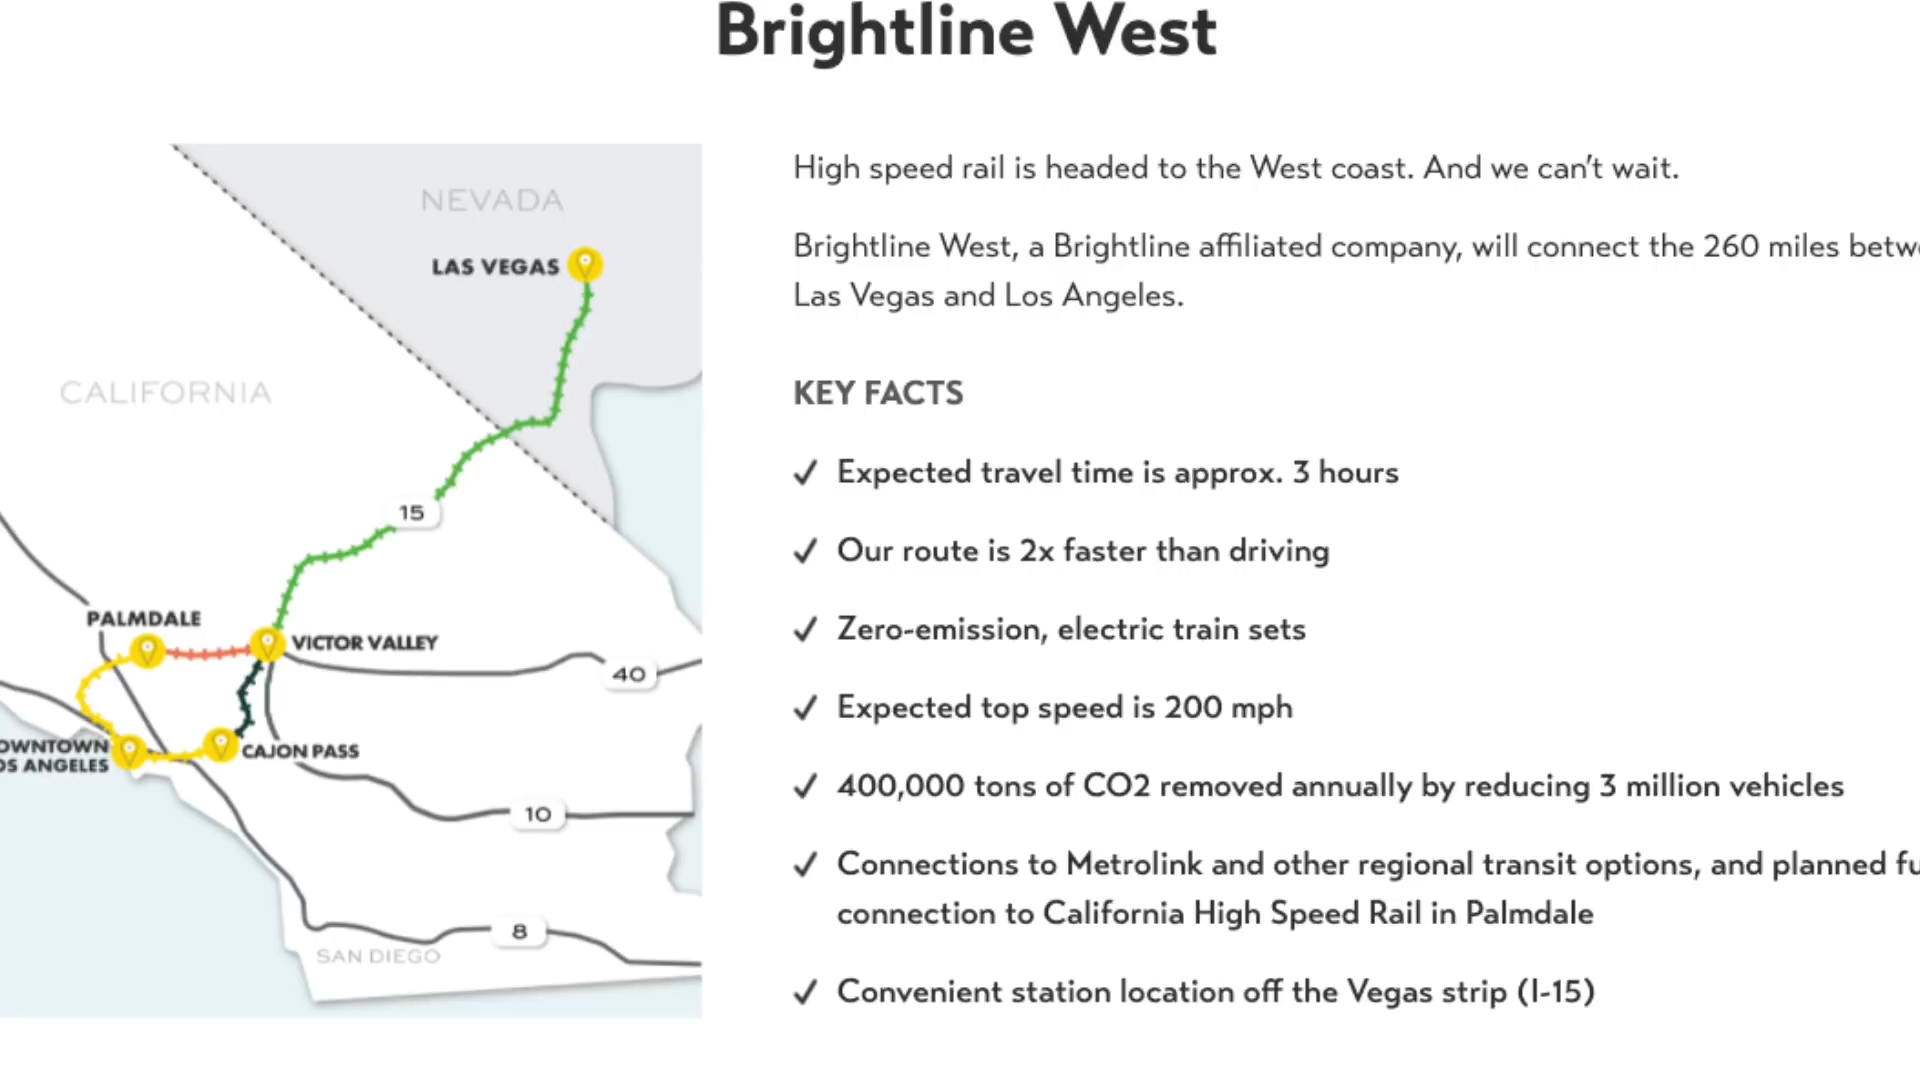 Brightline West
NEVADA
LAS VEGAS
CALIFORNIA
15
PALMDALE
VICTOR VALLEY
40
OWNTOWN
OS ANGELES
CAJON PASS
10
8
SAN DIEGO
High speed rail is headed to the West coast. And we can't wait.
Brightline West, a Brightline affiliated company, will connect the 260 miles betw
Las Vegas and Los Angeles.
KEY FACTS
✓ Expected travel time is approx. 3 hours
✓ Our route is 2x faster than driving
✓ Zero-emission, electric train sets
✓ Expected top speed is 200 mph
✓ 400,000 tons of CO2 removed annually by reducing 3 million vehicles
✓ Connections to Metrolink and other regional transit options, and planned fu
connection to California High Speed Rail in Palmdale
✓ Convenient station location off the Vegas strip (I-15)